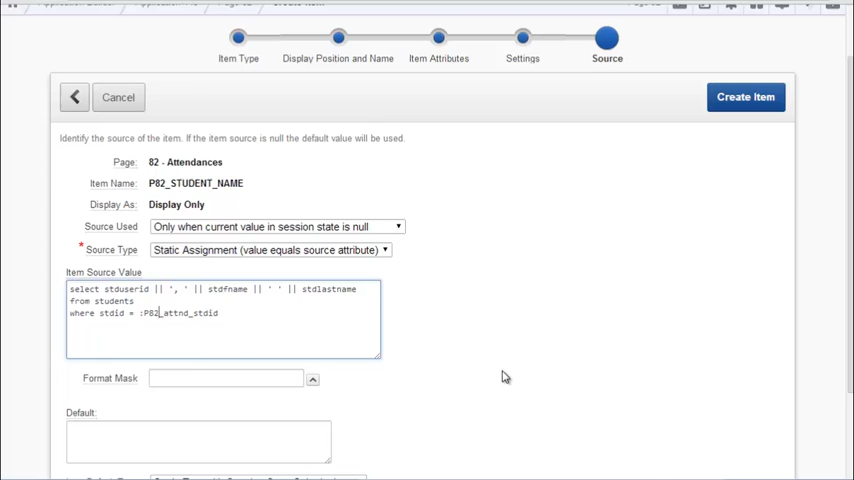 Item Type
Display Position and Name
Item Attributes
Settings
Source
Cancel
Create Item
Identify the source of the item. If the item source is null the default value will be used.
Page: 82 - Attendances
Item Name: P82_STUDENT_NAME
Display As: Display Only
Source Used Only when current value in session state is null
* Source Type Static Assignment (value equals source attribute)
Item Source Value
select stduserid || ', ' || stdfname || ' ' || stdlastname
from students
where stdid = :P82_attnd_stdid
Format Mask
Default: